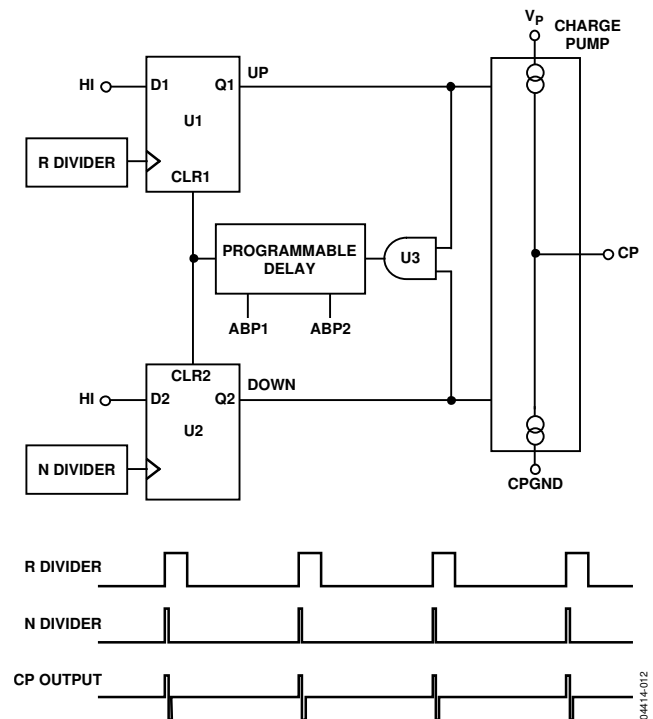 VP
CHARGE
PUMP
UP
HI
D1
Q1
U1
R DIVIDER
CLR1
PROGRAMMABLE
DELAY
U3
CP
ABP1
ABP2
CLR2
DOWN
HI
D2
Q2
U2
N DIVIDER
CPGND
R DIVIDER
N DIVIDER
CP OUTPUT
04414-012